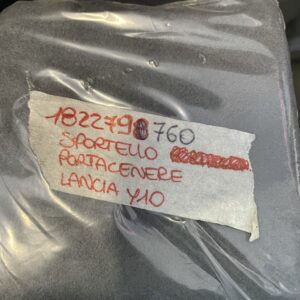 1822798760
SPORTELLO
PORTACENERE
LANCIA Y10